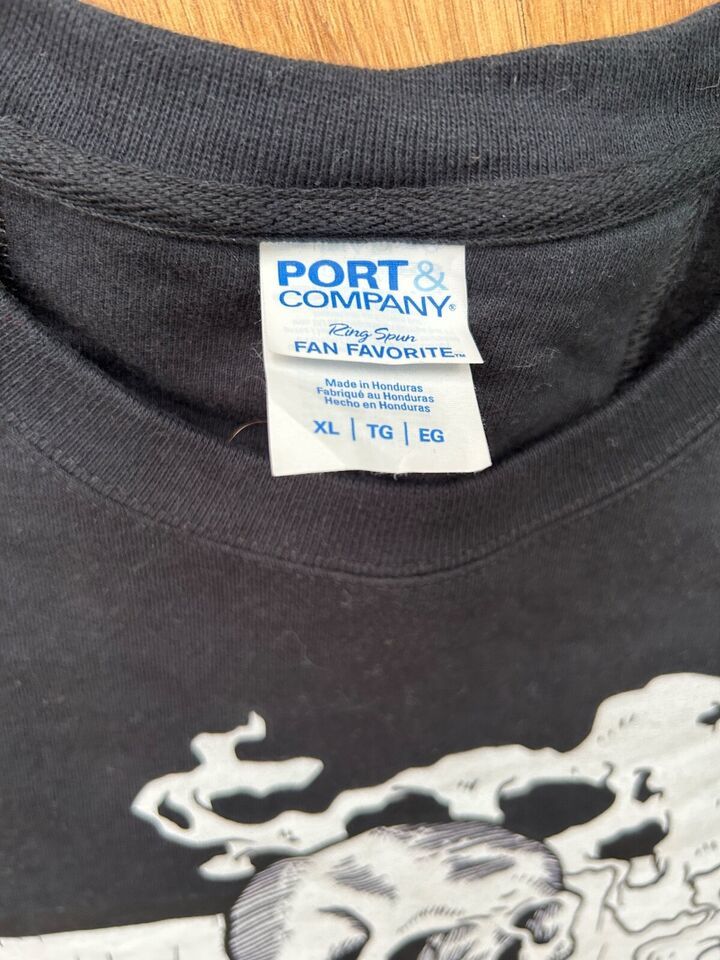 PORT &
COMPANY®
Ring Spun
FAN FAVORITE™
Made in Honduras
Fabriqué au Honduras
Hecho en Honduras
XL | TG | EG